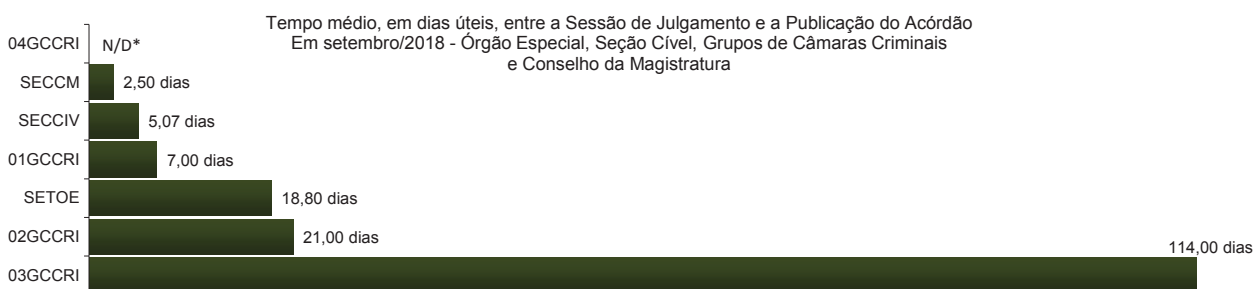 Tempo médio, em dias úteis, entre a Sessão de Julgamento e a Publicação do Acórdão
Em setembro/2018 - Órgão Especial, Seção Cível, Grupos de Câmaras Criminais
e Conselho da Magistratura
04GCCRI N/D*
SECCM 2,50 dias
SECCIV 5,07 dias
01GCCRI 7,00 dias
SETOE 18,80 dias
02GCCRI 21,00 dias
03GCCRI 114,00 dias